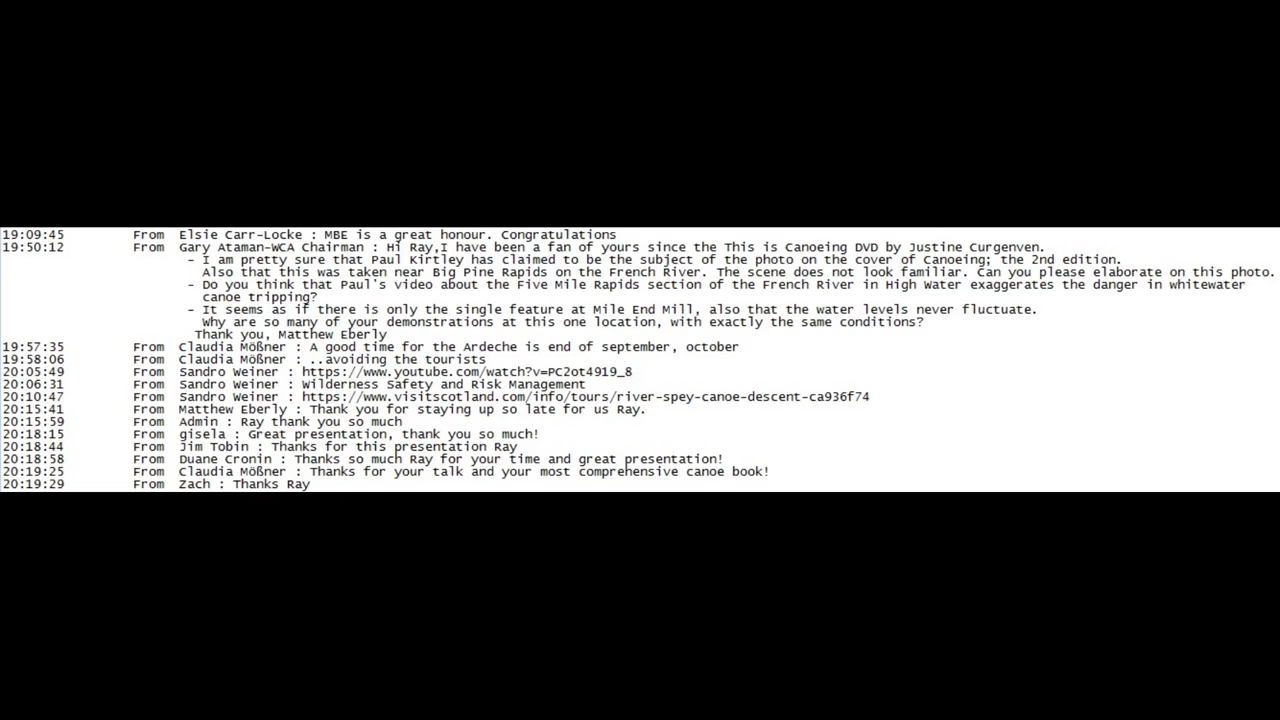 19:09:45 From Elsie Carr-Locke : MBE is a great honour. Congratulations
19:50:12 From Gary Ataman-WCA Chairman : Hi Ray,I have been a fan of yours since the This is Canoeing DVD by Justine Curgenven.
- I am pretty sure that Paul Kirtley has claimed to be the subject of the photo on the cover of Canoeing; the 2nd edition.
Also that this was taken near Big Pine Rapids on the French River. The scene does not look familiar. Can you please elaborate on this photo.
- Do you think that Paul's video about the Five Mile Rapids section of the French River in High Water exaggerates the danger in whitewater
canoe tripping?
- It seems as if there is only the single feature at Mile End Mill, also that the water levels never fluctuate.
Why are so many of your demonstrations at this one location, with exactly the same conditions?
Thank you, Matthew Eberly
19:57:35 From Claudia Mößner : A good time for the Ardeche is end of september, october
19:58:06 From Claudia Mößner : ..avoiding the tourists
20:05:49 From Sandro Weiner : https://www.youtube.com/watch?v=PC2ot4919_8
20:06:31 From Sandro Weiner : Wilderness Safety and Risk Management
20:10:47 From Sandro Weiner : https://www.visitscotland.com/info/tours/river-spey-canoe-descent-ca936f74
20:15:41 From Matthew Eberly : Thank you for staying up so late for us Ray.
20:15:59 From Admin : Ray thank you so much
20:18:15 From gisela : Great presentation, thank you so much!
20:18:44 From Jim Tobin : Thanks for this presentation Ray
20:18:58 From Duane Cronin : Thanks so much Ray for your time and great presentation!
20:19:25 From Claudia Mößner : Thanks for your talk and your most comprehensive canoe book!
20:19:29 From Zach : Thanks Ray